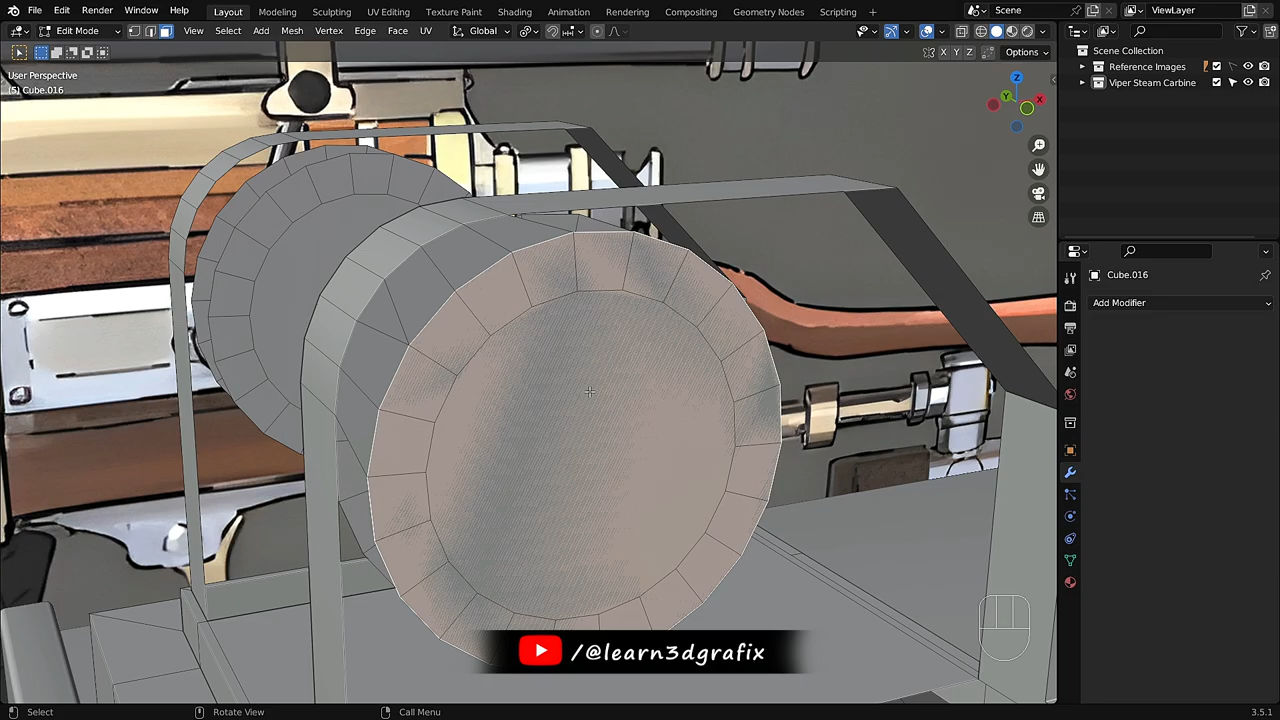 File Edit Render Window Help Layout Modeling Sculpting UV Editing Texture Paint Shading Animation Rendering Compositing Geometry Nodes Scripting + Scene ViewLayer
Edit Mode View Select Add Mesh Vertex Edge Face UV Global
X Y Z Options
User Perspective
(5) Cube.016
Z
Y
X
Scene Collection
Reference Images
Viper Steam Carbine
Cube.016
Add Modifier
/@learn3dgrafix
Select Rotate View Call Menu 3.5.1